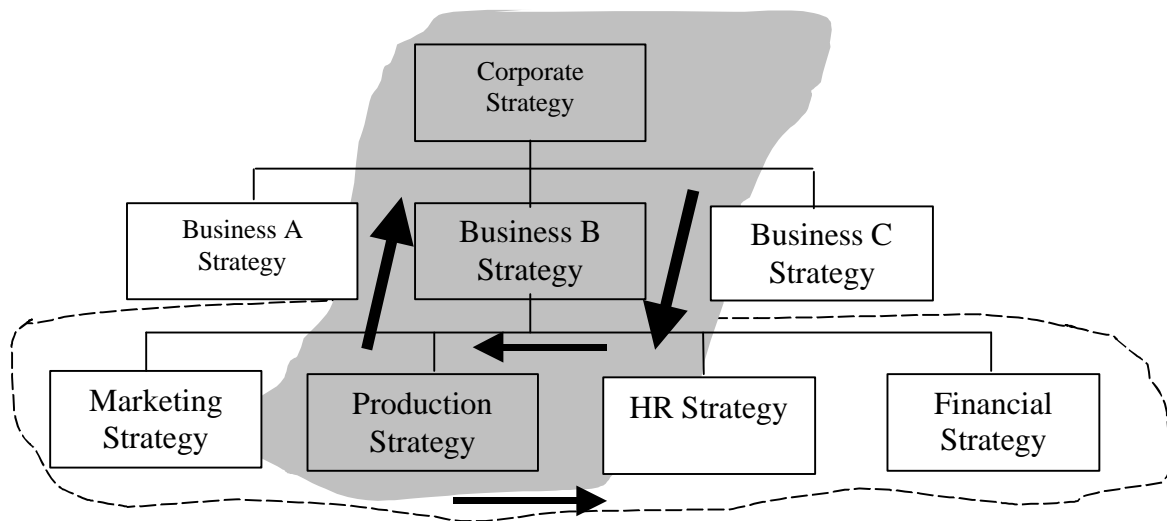 Corporate
Strategy
Business A
Strategy
Business B
Strategy
Business C
Strategy
Marketing
Strategy
Production
Strategy
HR Strategy
Financial
Strategy